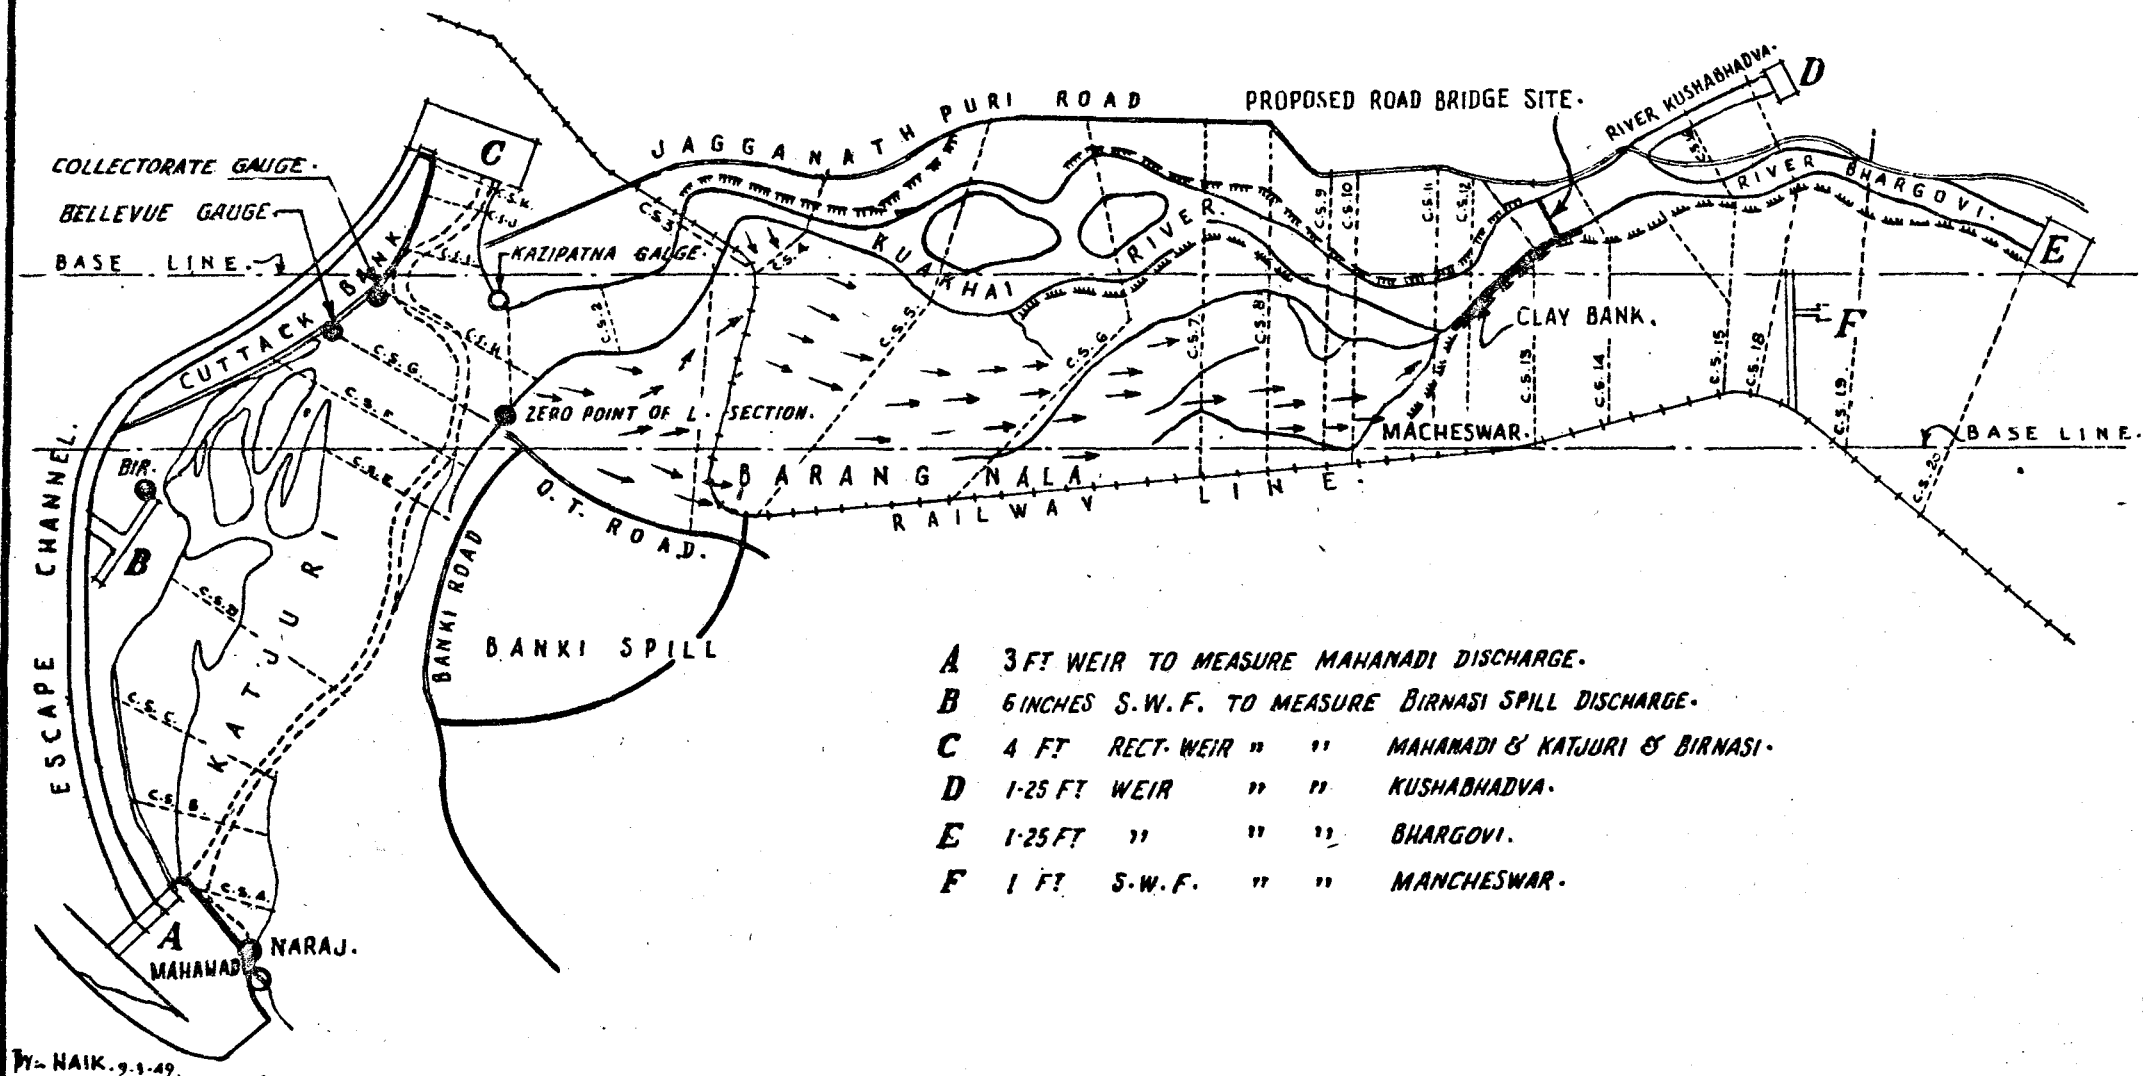 JAGGANATH PURI ROAD
PROPOSED ROAD BRIDGE SITE.
RIVER KUSHABHADVA.
D
C
COLLECTORATE GAUGE.
BELLEVUE GAUGE
BASE LINE.
CUTTACK BANK.
KAZIPATNA GAUGE.
C.S.K.
C.S.J.
C.S.I.
C.S.H.
C.S.G.
C.S.F.
C.S.E.
C.S.D.
C.S.C.
C.S.B.
C.S.A.
C.S.2
C.S.3
C.S.4
C.S.5
C.S.6
C.S.7
C.S.8
C.S.9
C.S.10
C.S.11
C.S.12
C.S.13
C.S.14
C.S.15
C.S.18
C.S.19.
C.S.20
KUAKHAI RIVER.
RIVER BHARGOVI.
E
F
CLAY BANK.
ZERO POINT OF L. SECTION.
MACHESWAR.
BASE LINE.
BARANG NALA
RAILWAY LINE.
O.T. ROAD.
BANKI ROAD
BANKI SPILL
BIR.
B
ESCAPE CHANNEL.
KATJURI
A
MAHANADI
NARAJ.
A 3 FT WEIR TO MEASURE MAHANADI DISCHARGE.
B 6 INCHES S.W.F. TO MEASURE BIRNASI SPILL DISCHARGE.
C 4 FT RECT. WEIR " " MAHANADI & KATJURI & BIRNASI.
D 1.25 FT WEIR " " KUSHABHADVA.
E 1.25 FT " " " BHARGOVI.
F 1 FT S.W.F. " " MANCHESWAR.
BY- NAIK. 9-1-49.